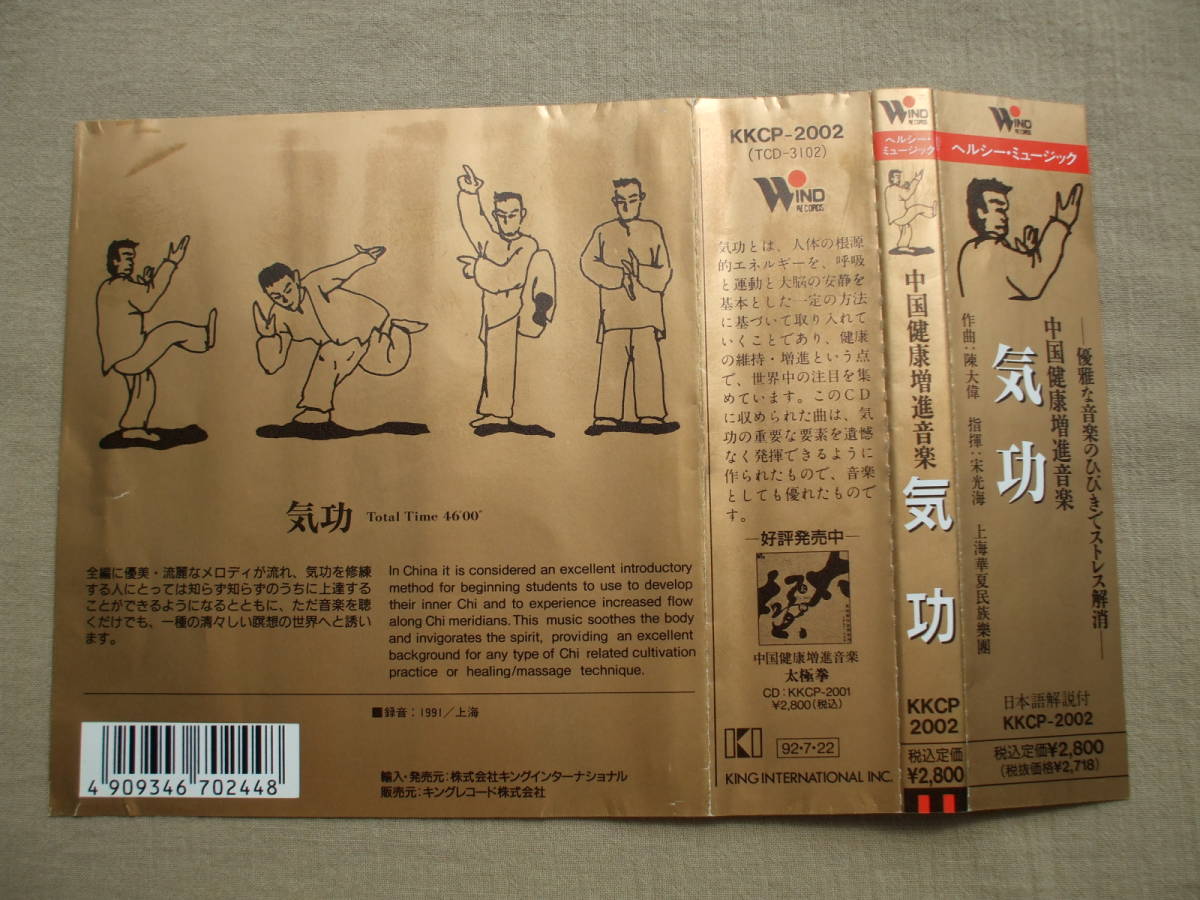 気功 Total Time 46'00"
全編に優美・流麗なメロディが流れ、気功を修練
する人にとっては知らず知らずのうちに上達する
ことができるようになるとともに、ただ音楽を聴
くだけでも、一種の清々しい瞑想の世界へと誘い
ます。
In China it is considered an excellent introductory
method for beginning students to use to develop
their inner Chi and to experience increased flow
along Chi meridians. This music soothes the body
and invigorates the spirit, providing an excellent
background for any type of Chi related cultivation
practice or healing/massage technique.
■録音：1991／上海
4 909346 702448
輸入・発売元：株式会社キングインターナショナル
販売元：キングレコード株式会社
KKCP-2002
(TCD-3102)
WIND
RECORDS
気功とは、人体の根源
的エネルギーを、呼吸
と運動と大脳の安静を
基本とした一定の方法
に基づいて取り入れて
いくことであり、健康
の維持・増進という点
で、世界中の注目を集
めています。このCD
に収められた曲は、気
功の重要な要素を遺憾
なく発揮できるように
作られたもので、音楽
としても優れたもので
す。
—好評発売中—
太極拳
中国健康増進音楽
太極拳
CD：KKCP-2001
¥2,800(税込)
KI
92・7・22
KING INTERNATIONAL INC.
WIND
RECORDS
ヘルシー・
ミュージック
中国健康増進音楽
気功
KKCP
2002
税込定価
¥2,800
WIND
RECORDS
ヘルシー・ミュージック
—優雅な音楽のひびきでストレス解消—
中国健康増進音楽
気功
作曲：陳大偉 指揮：宋光海 上海華夏民族樂團
日本語解説付
KKCP-2002
税込定価¥2,800
(税抜価格¥2,718)